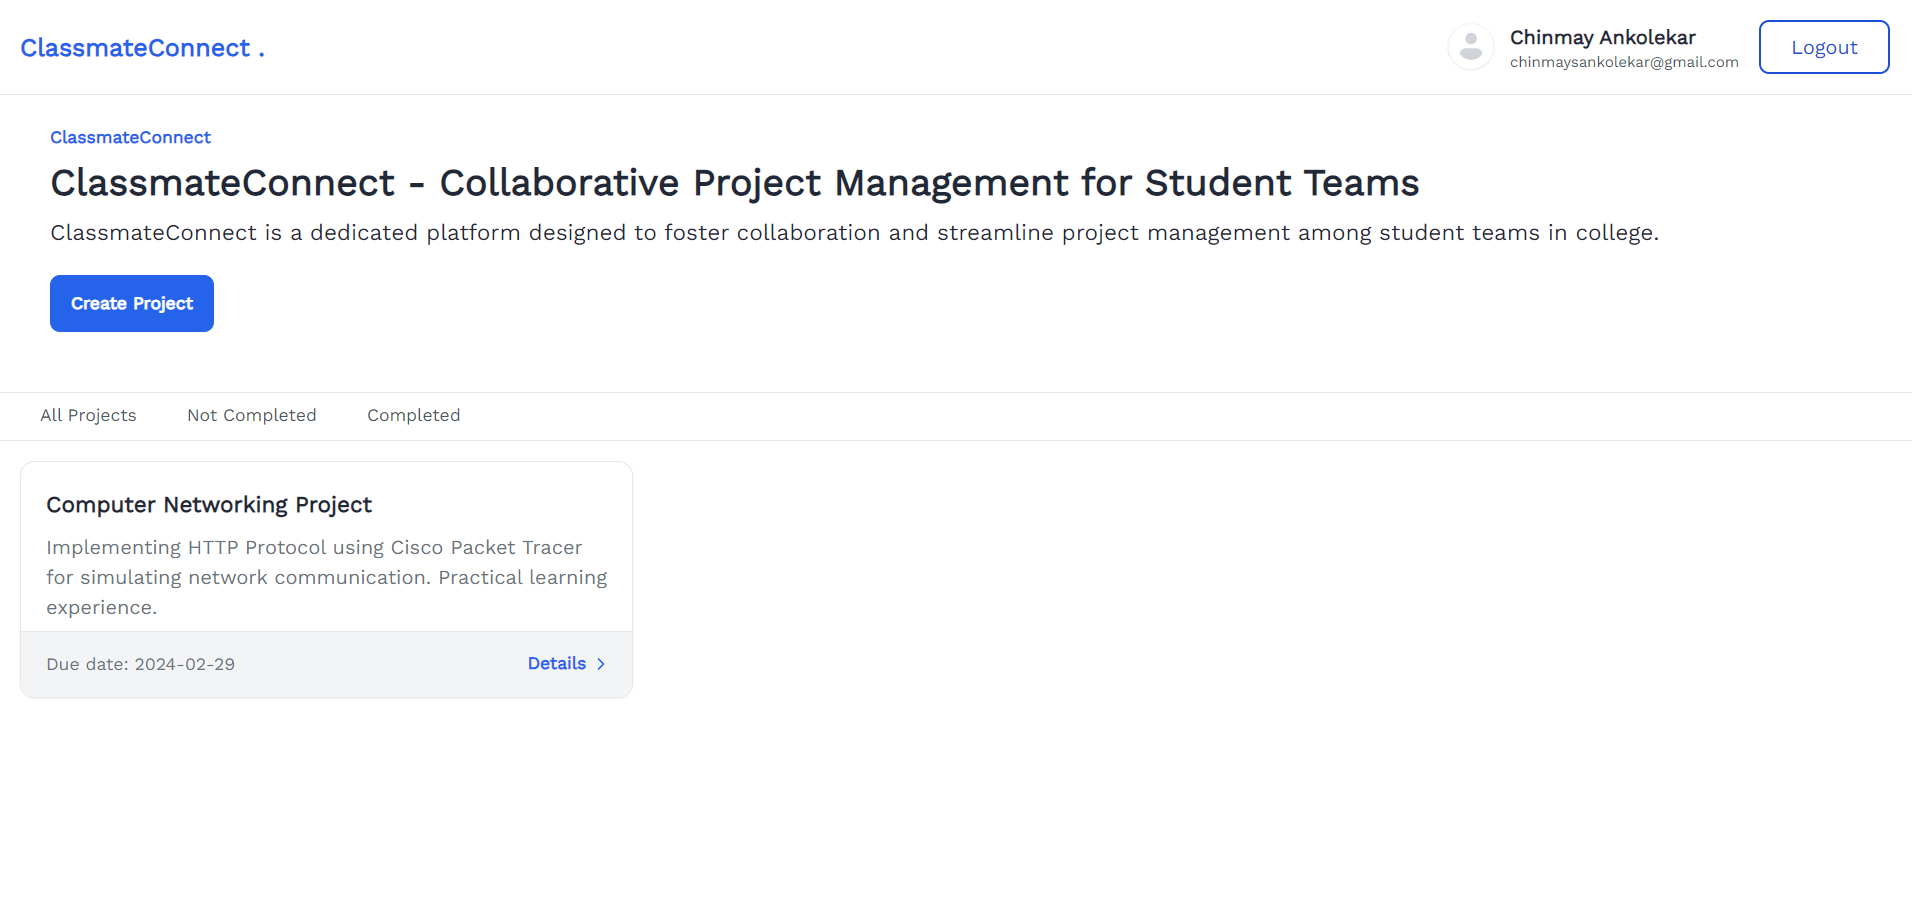 ClassmateConnect .
Chinmay Ankolekar
chinmaysankolekar@gmail.com
Logout
ClassmateConnect
ClassmateConnect - Collaborative Project Management for Student Teams
ClassmateConnect is a dedicated platform designed to foster collaboration and streamline project management among student teams in college.
Create Project
All Projects Not Completed Completed
Computer Networking Project
Implementing HTTP Protocol using Cisco Packet Tracer
for simulating network communication. Practical learning
experience.
Due date: 2024-02-29 Details